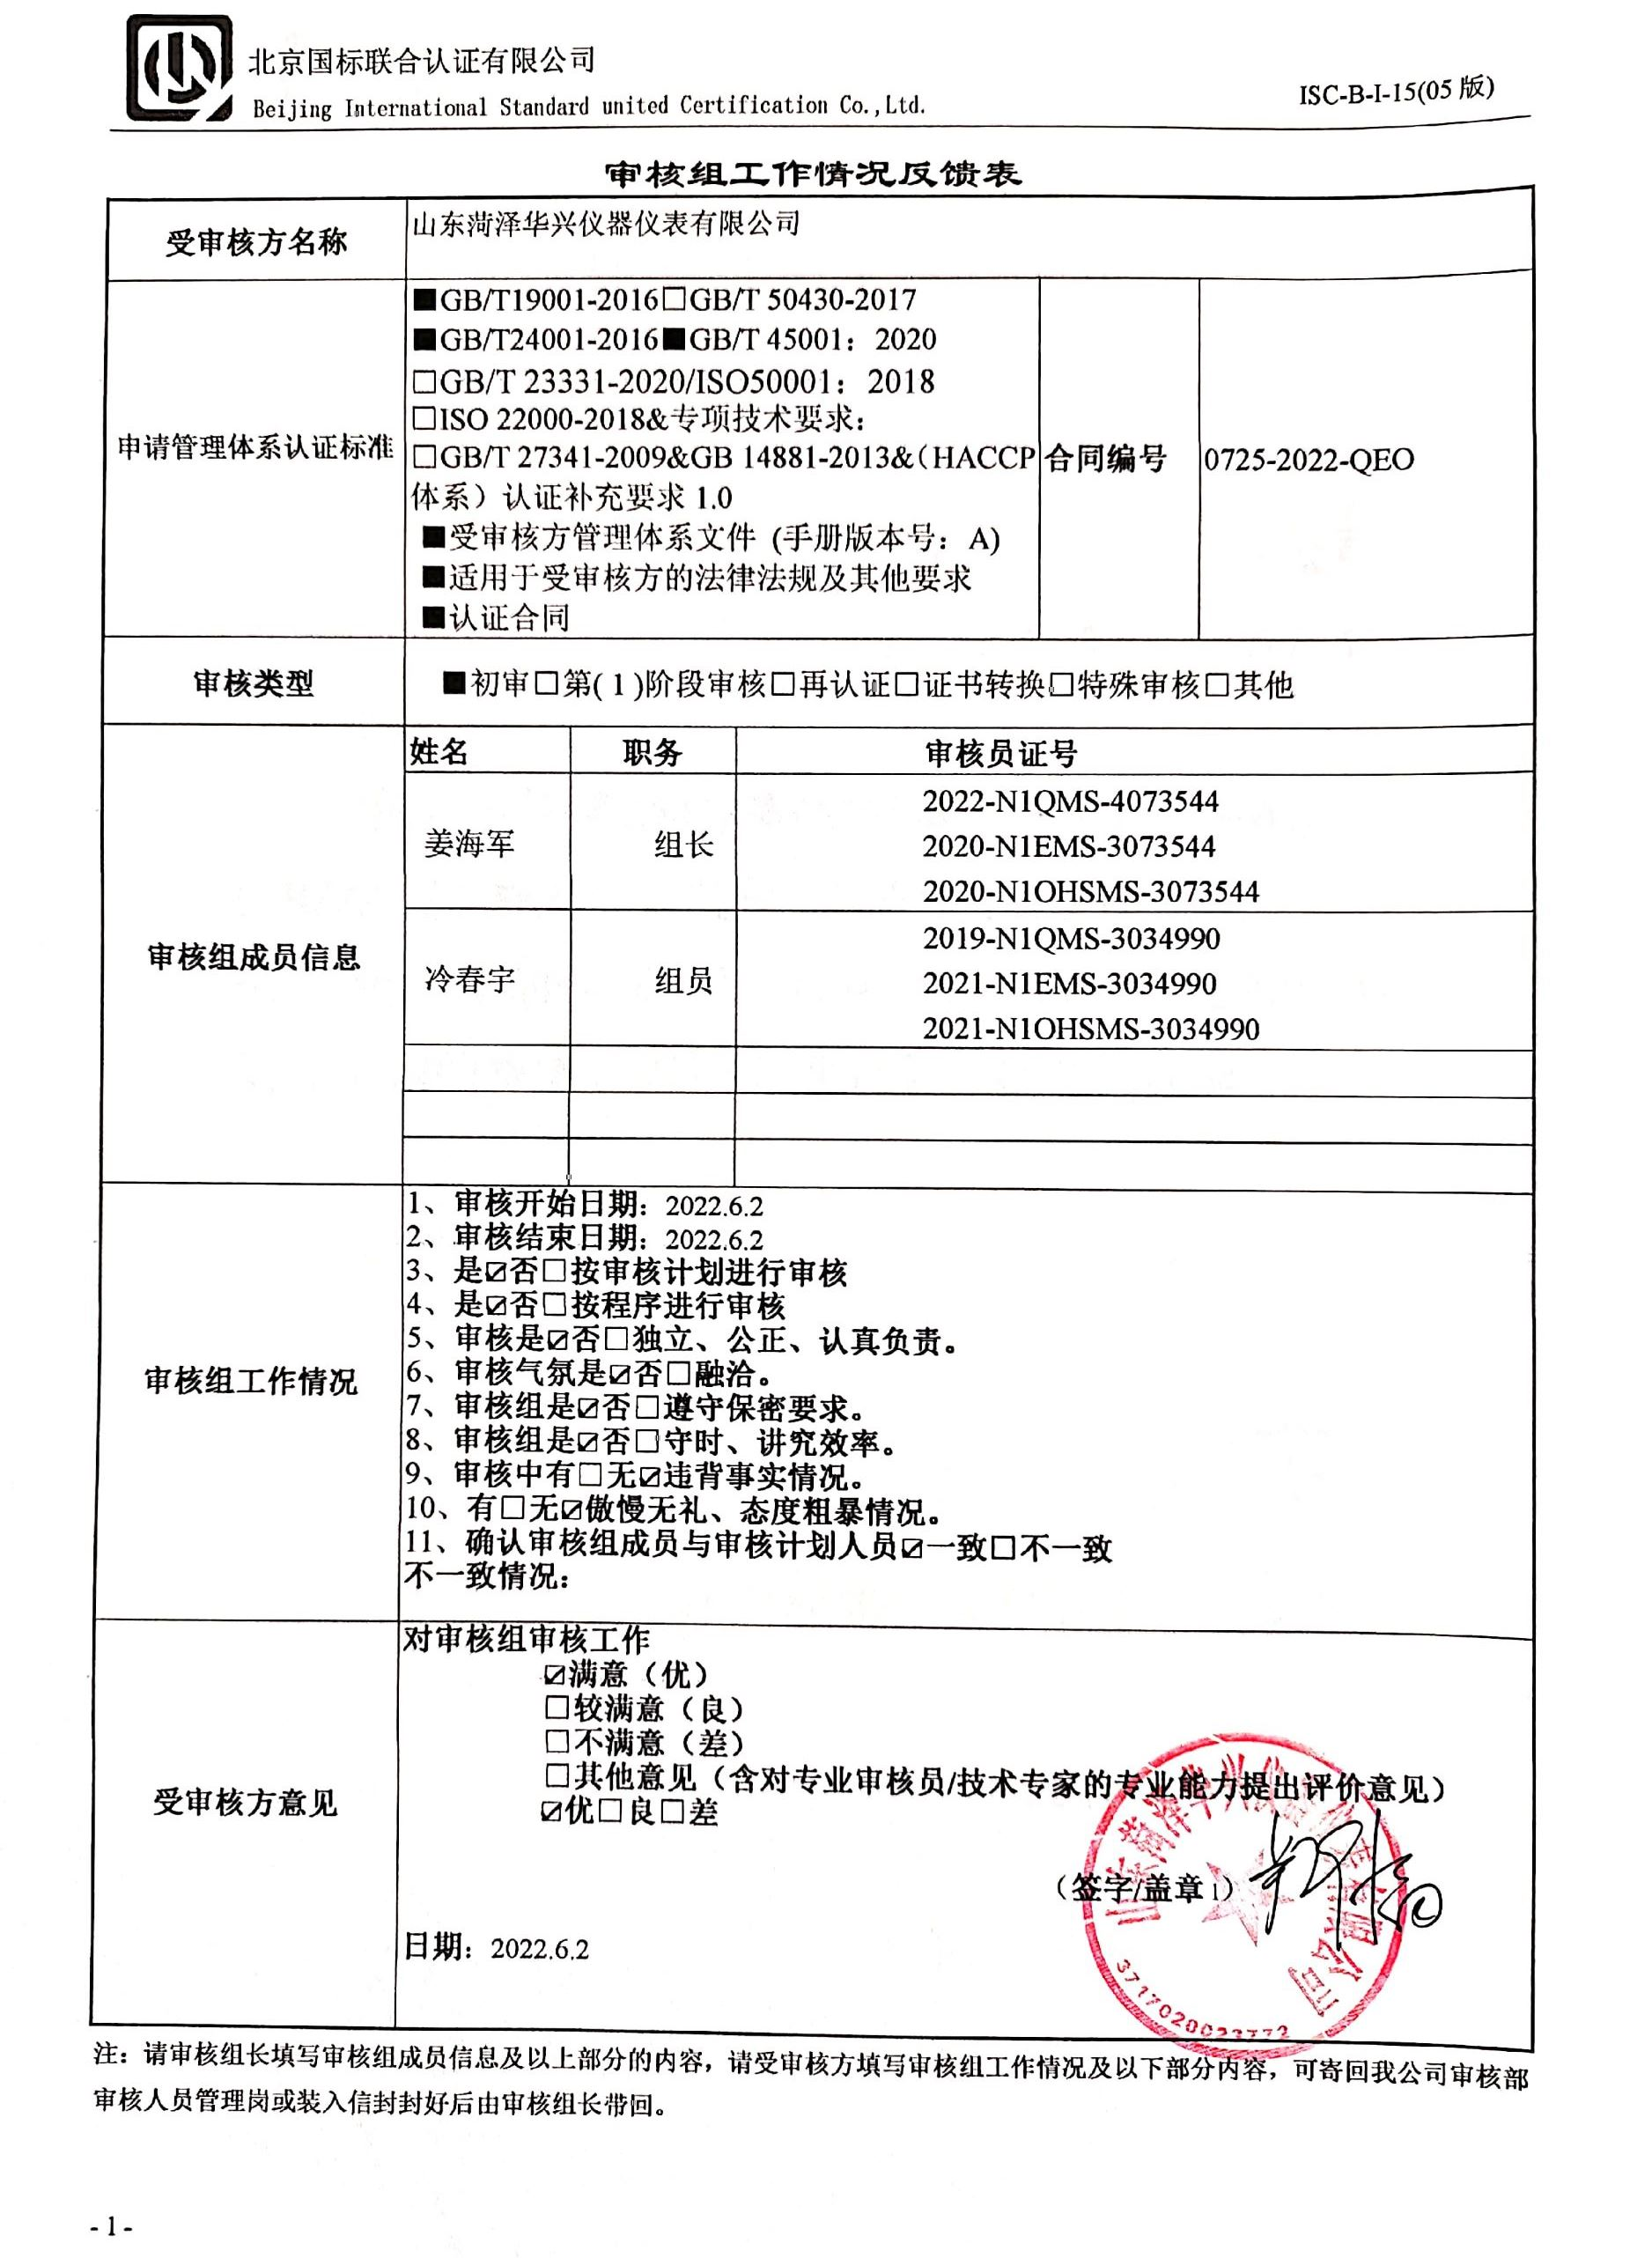 北京国标联合认证有限公司
Beijing International Standard united Certification Co.,Ltd.
ISC-B-I-15(05 版)
审核组工作情况反馈表
受审核方名称
山东菏泽华兴仪器仪表有限公司
申请管理体系认证标准
■GB/T19001-2016□GB/T 50430-2017
■GB/T24001-2016■GB/T 45001：2020
□GB/T 23331-2020/ISO50001：2018
□ISO 22000-2018&专项技术要求：
□GB/T 27341-2009&GB 14881-2013&（HACCP
体系）认证补充要求 1.0
■受审核方管理体系文件 (手册版本号：A)
■适用于受审核方的法律法规及其他要求
■认证合同
合同编号
0725-2022-QEO
审核类型
■初审□第( 1 )阶段审核□再认证□证书转换□特殊审核□其他
审核组成员信息
姓名 职务 审核员证号
姜海军 组长
2022-N1QMS-4073544
2020-N1EMS-3073544
2020-N1OHSMS-3073544
冷春宇 组员
2019-N1QMS-3034990
2021-N1EMS-3034990
2021-N1OHSMS-3034990
审核组工作情况
1、审核开始日期：2022.6.2
2、审核结束日期：2022.6.2
3、是☑否□按审核计划进行审核
4、是☑否□按程序进行审核
5、审核是☑否□独立、公正、认真负责。
6、审核气氛是☑否□融洽。
7、审核组是☑否□遵守保密要求。
8、审核组是☑否□守时、讲究效率。
9、审核中有□无☑违背事实情况。
10、有□无☑傲慢无礼、态度粗暴情况。
11、确认审核组成员与审核计划人员☑一致□不一致
不一致情况：
受审核方意见
对审核组审核工作
☑满意（优）
□较满意（良）
□不满意（差）
□其他意见（含对专业审核员/技术专家的专业能力提出评价意见）
☑优□良□差
（签字/盖章）
山东菏泽华兴仪器仪表有限公司
日期：2022.6.2
注：请审核组长填写审核组成员信息及以上部分的内容，请受审核方填写审核组工作情况及以下部分内容，可寄回我公司审核部
审核人员管理岗或装入信封封好后由审核组长带回。
- 1 -